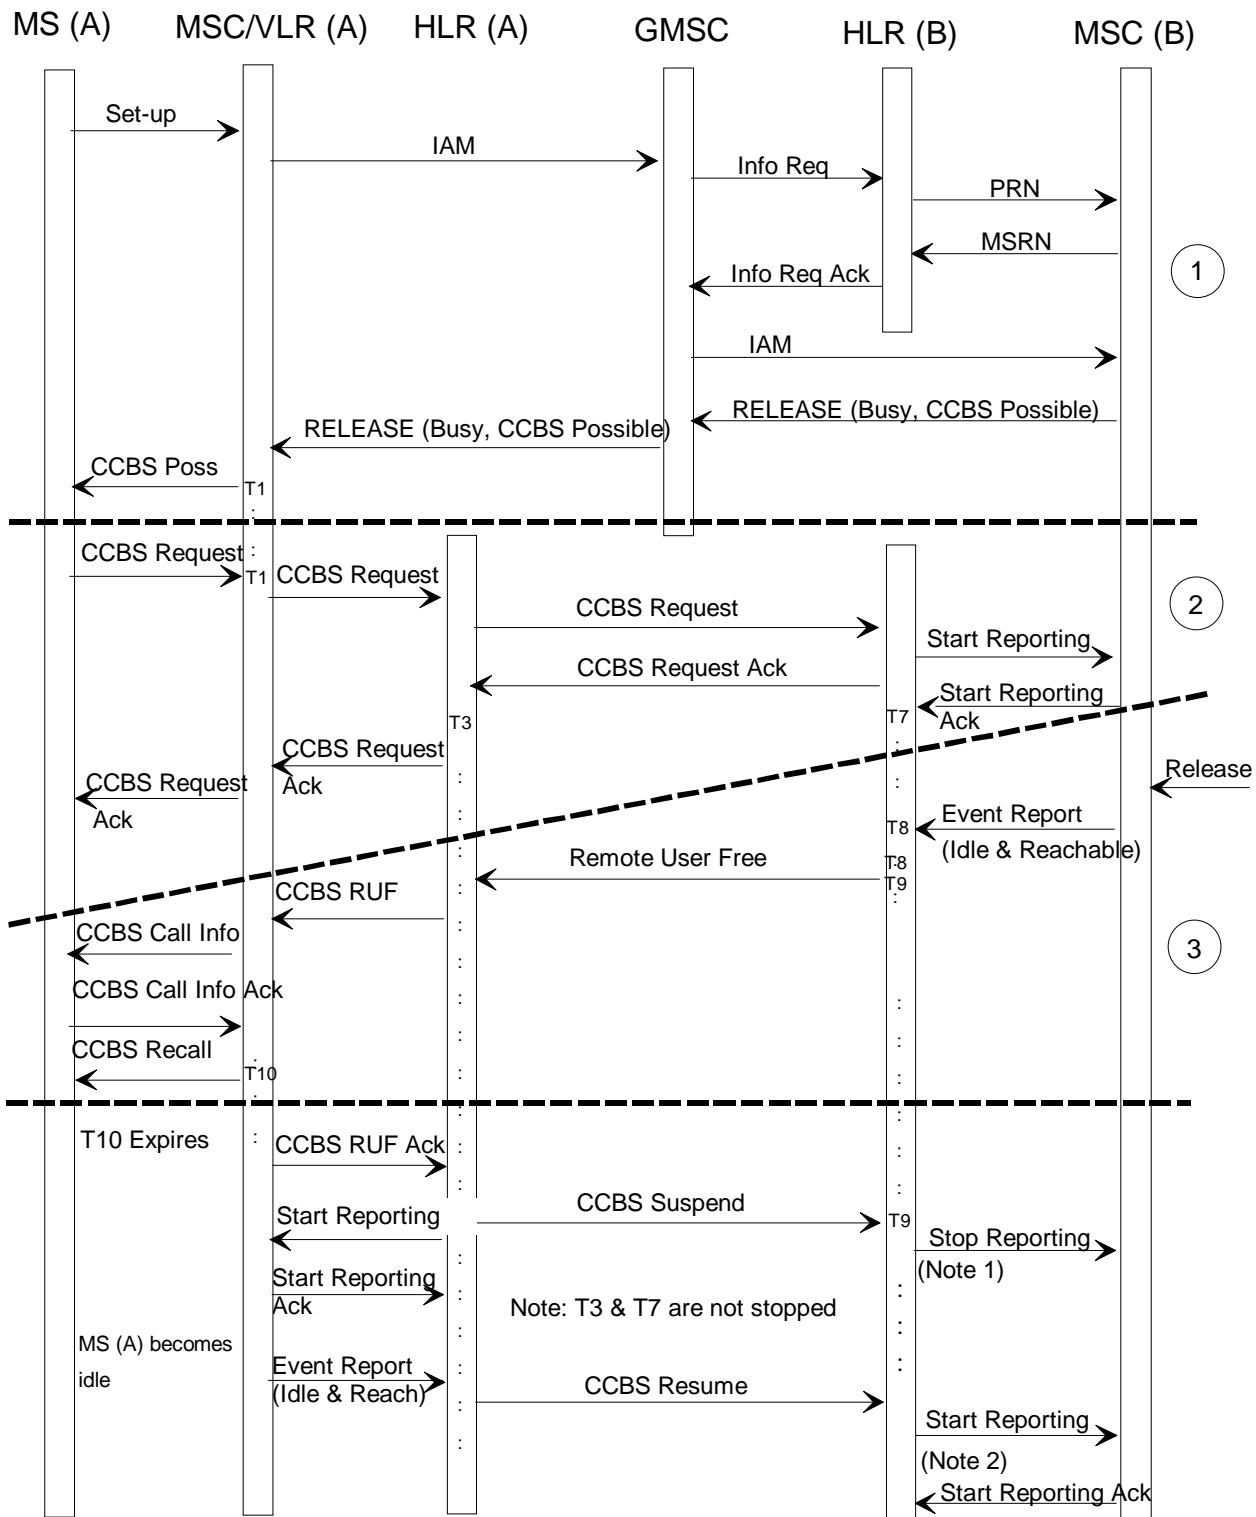 MS (A)
MSC/VLR (A)
HLR (A)
GMSC
HLR (B)
MSC (B)
Set-up
IAM
Info Req
PRN
MSRN
Info Req Ack
1
IAM
RELEASE (Busy, CCBS Possible)
RELEASE (Busy, CCBS Possible)
CCBS Poss
T1
CCBS Request
T1
CCBS Request
CCBS Request
2
Start Reporting
CCBS Request Ack
Start Reporting
Ack
T3
T7
CCBS Request
Ack
CCBS Request
Ack
Release
Event Report
(Idle & Reachable)
T8
Remote User Free
T8
T9
CCBS RUF
CCBS Call Info
3
CCBS Call Info Ack
CCBS Recall
T10
T10 Expires
CCBS RUF Ack
CCBS Suspend
T9
Start Reporting
Stop Reporting
(Note 1)
Start Reporting
Ack
Note: T3 & T7 are not stopped
MS (A) becomes
idle
Event Report
(Idle & Reach)
CCBS Resume
Start Reporting
(Note 2)
Start Reporting Ack